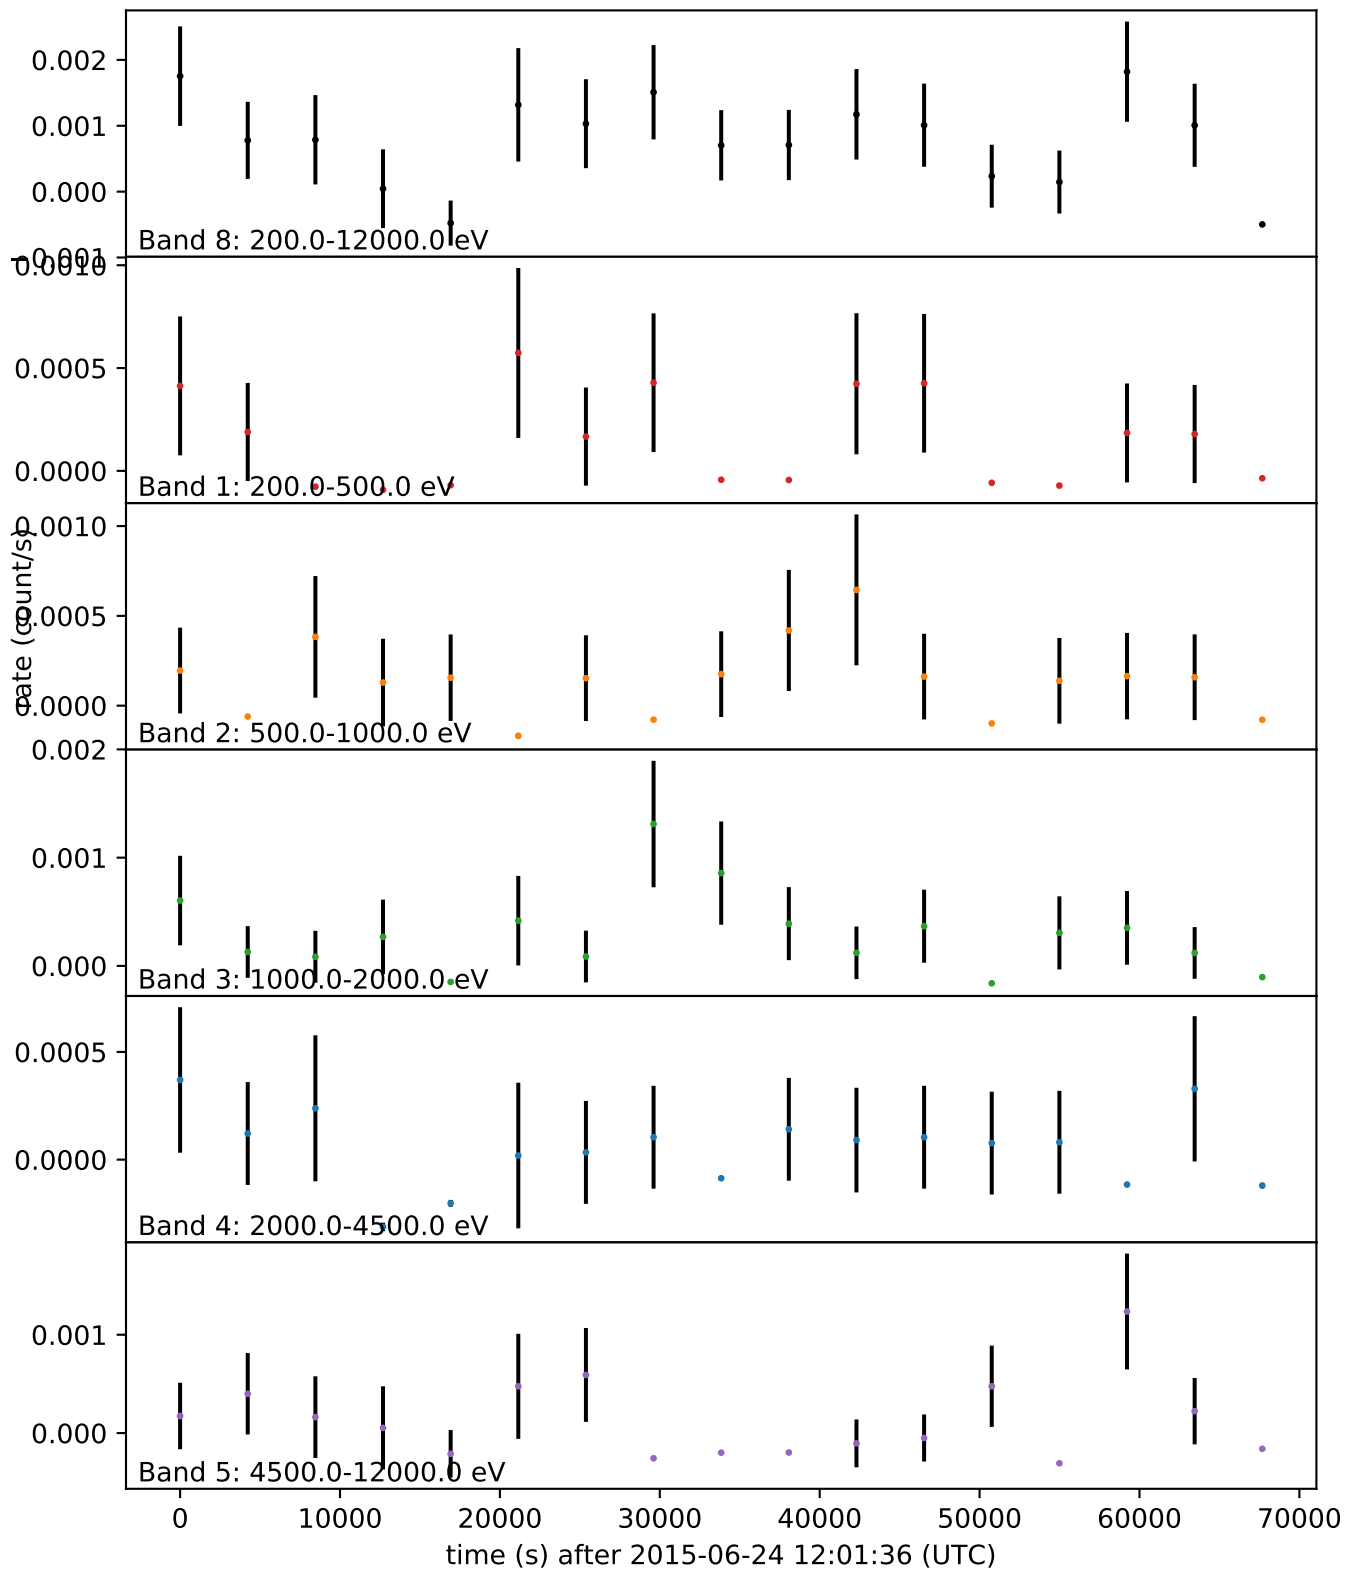 0.002
0.001
0.000
−0.001
Band 8: 200.0-12000.0 eV
0.0010
0.0005
0.0000
Band 1: 200.0-500.0 eV
rate (count/s)
0.0010
0.0005
0.0000
Band 2: 500.0-1000.0 eV
0.002
0.001
0.000
Band 3: 1000.0-2000.0 eV
0.0005
0.0000
Band 4: 2000.0-4500.0 eV
0.001
0.000
Band 5: 4500.0-12000.0 eV
0 10000 20000 30000 40000 50000 60000 70000
time (s) after 2015-06-24 12:01:36 (UTC)